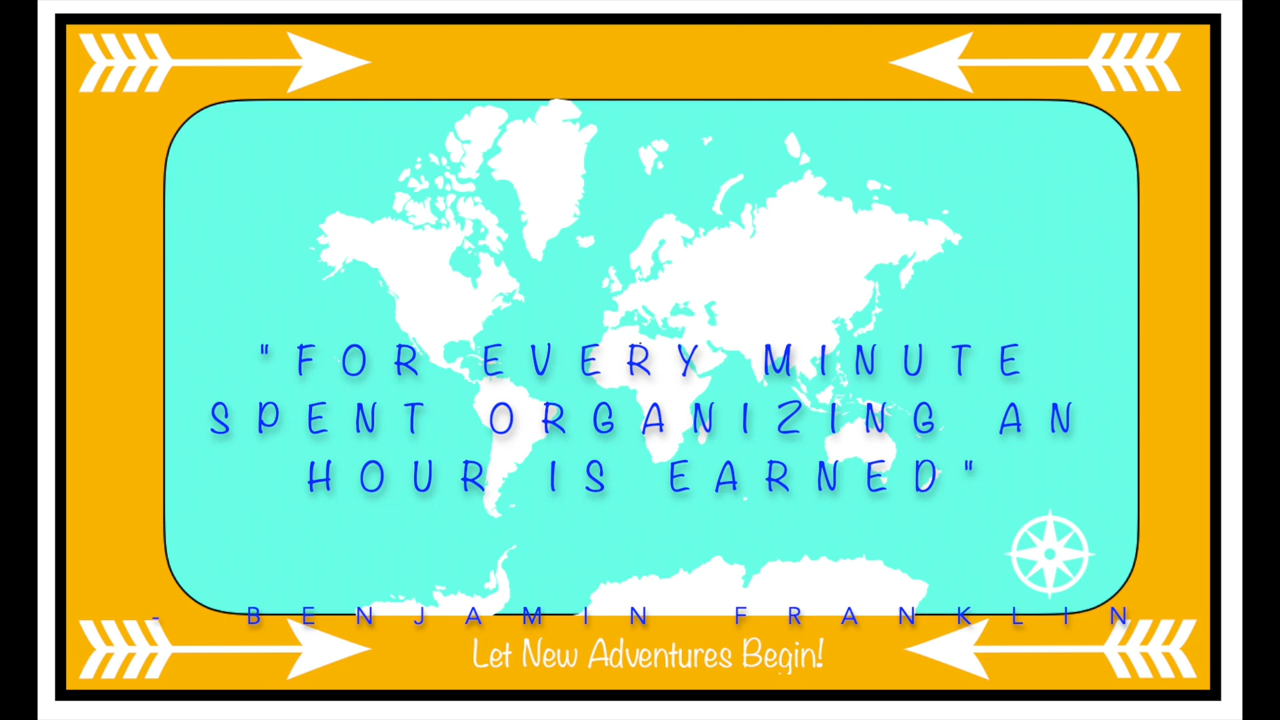 "FOR EVERY MINUTE
SPENT ORGANIZING AN
HOUR IS EARNED"
- BENJAMIN FRANKLIN
Let New Adventures Begin!